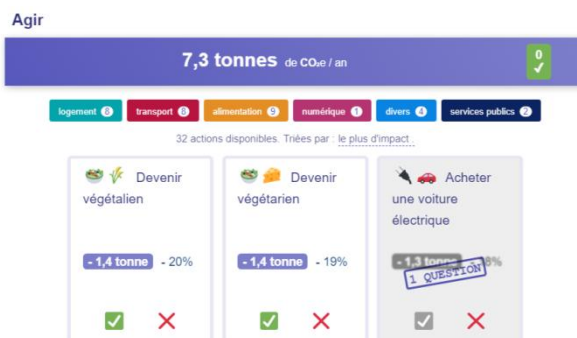 Agir
7,3 tonnes de CO₂e / an
0
logement 8 transport 8 alimentation 9 numérique 1 divers 4 services publics 2
32 actions disponibles. Triées par : le plus d'impact .
Devenir
végétalien
- 1,4 tonne - 20%
Devenir
végétarien
- 1,4 tonne - 19%
Acheter
une voiture
électrique
- 1,3 tonne
1 QUESTION